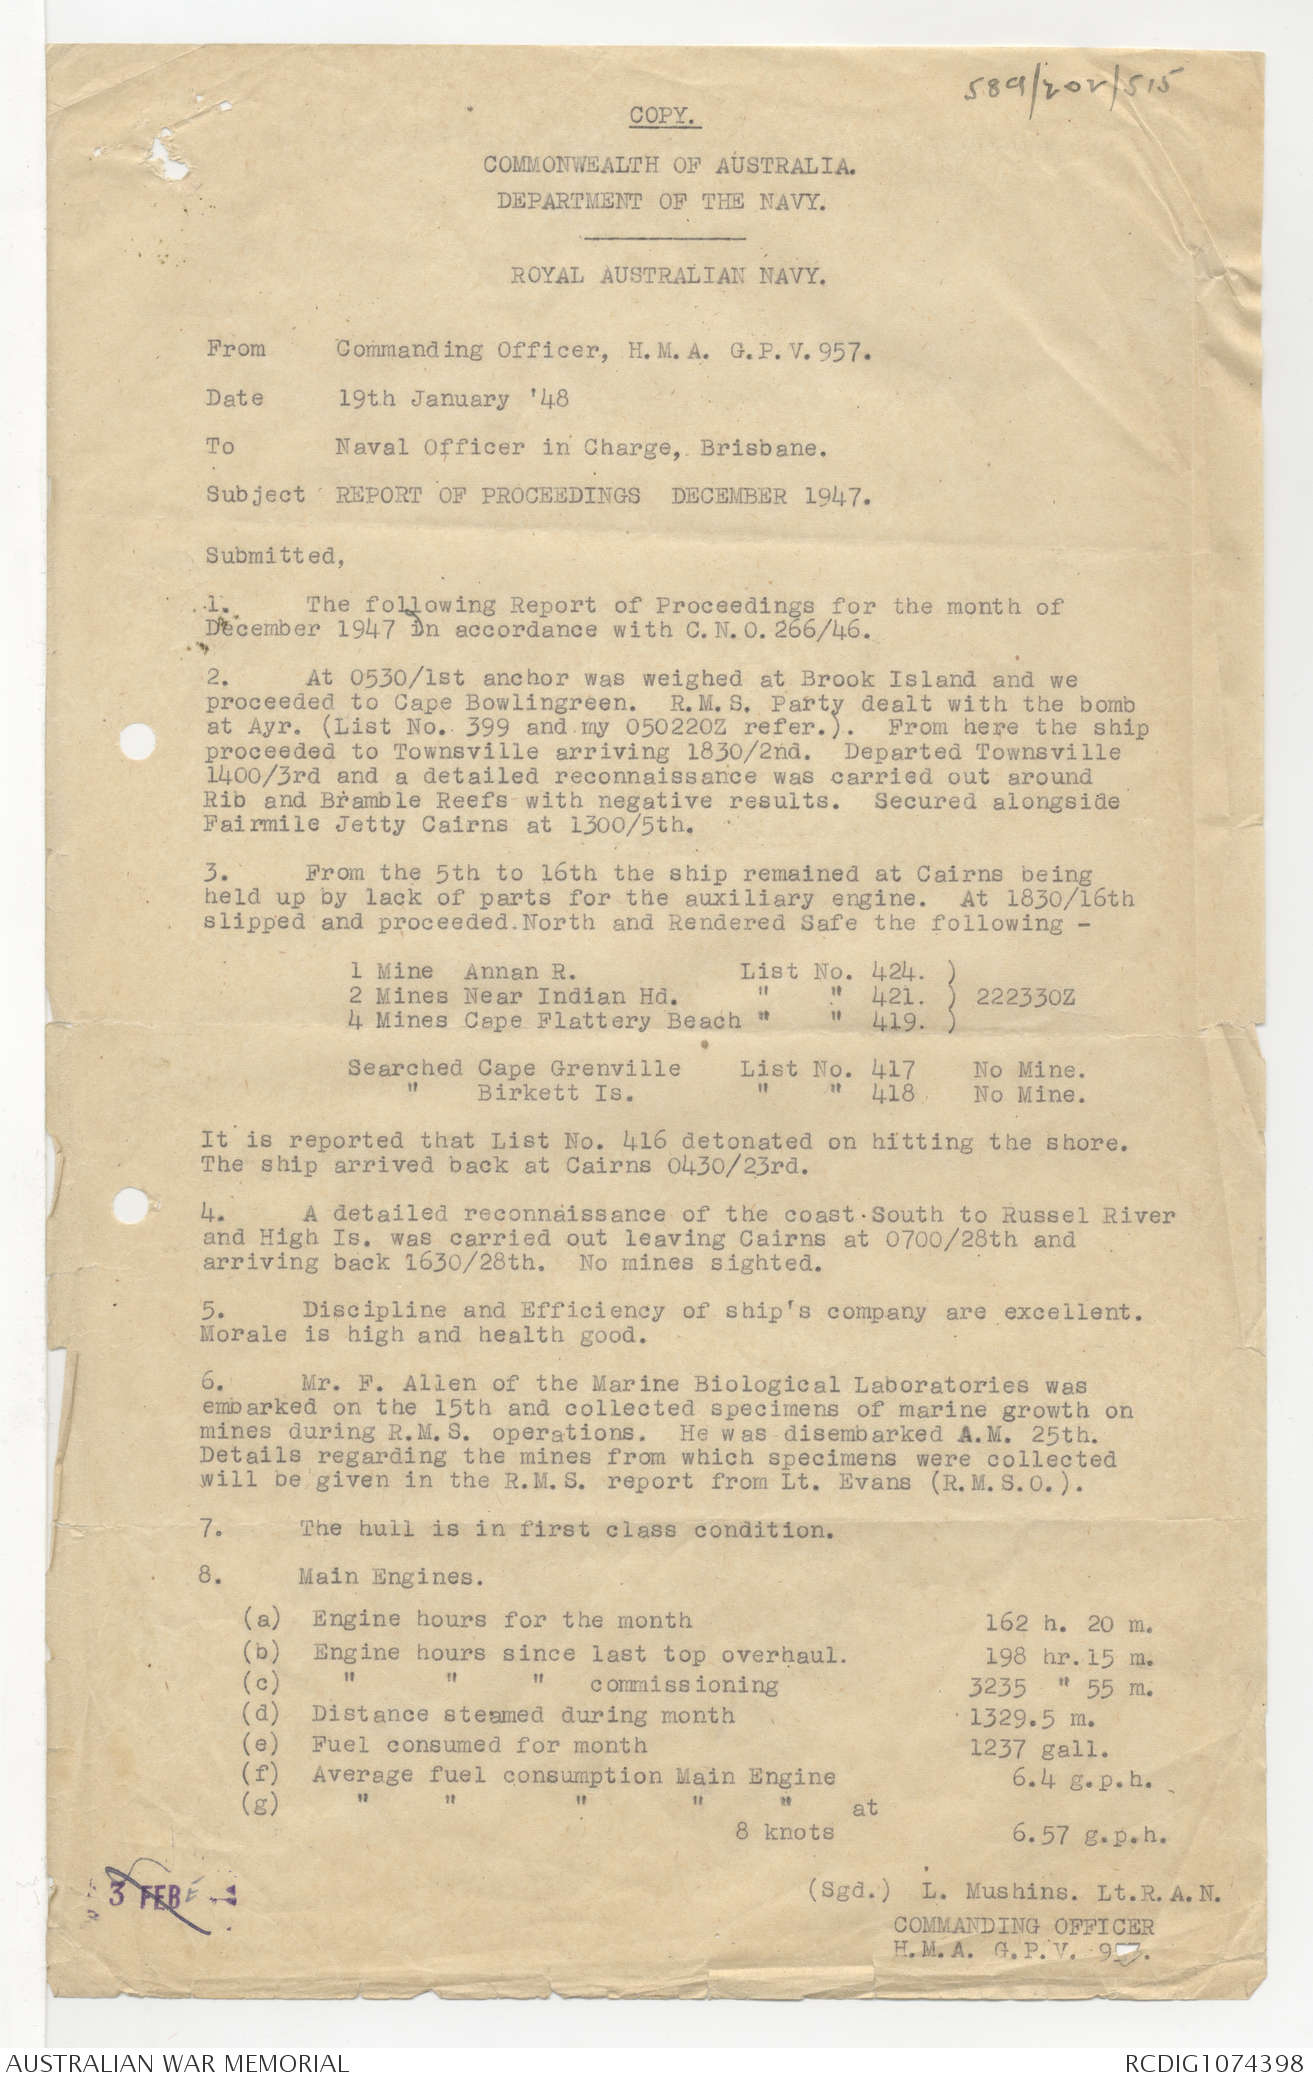 589/202/515
COPY.
COMMONWEALTH OF AUSTRALIA.
DEPARTMENT OF THE NAVY.
ROYAL AUSTRALIAN NAVY.
From Commanding Officer, H.M.A. G.P.V.957.
Date 19th January '48
To Naval Officer in Charge, Brisbane.
Subject REPORT OF PROCEEDINGS DECEMBER 1947.
Submitted,
1. The following Report of Proceedings for the month of
December 1947 in accordance with C.N.O.266/46.
2. At 0530/1st anchor was weighed at Brook Island and we
proceeded to Cape Bowlingreen. R.M.S. Party dealt with the bomb
at Ayr. (List No. 399 and my 050220Z refer.). From here the ship
proceeded to Townsville arriving 1830/2nd. Departed Townsville
1400/3rd and a detailed reconnaissance was carried out around
Rib and Bramble Reefs with negative results. Secured alongside
Fairmile Jetty Cairns at 1300/5th.
3. From the 5th to 16th the ship remained at Cairns being
held up by lack of parts for the auxiliary engine. At 1830/16th
slipped and proceeded.North and Rendered Safe the following -
1 Mine Annan R. List No. 424. )
2 Mines Near Indian Hd. " " 421. ) 222330Z
4 Mines Cape Flattery Beach " " 419. )
Searched Cape Grenville List No. 417 No Mine.
" Birkett Is. " " 418 No Mine.
It is reported that List No. 416 detonated on hitting the shore.
The ship arrived back at Cairns 0430/23rd.
4. A detailed reconnaissance of the coast South to Russel River
and High Is. was carried out leaving Cairns at 0700/28th and
arriving back 1630/28th. No mines sighted.
5. Discipline and Efficiency of ship's company are excellent.
Morale is high and health good.
6. Mr. F. Allen of the Marine Biological Laboratories was
embarked on the 15th and collected specimens of marine growth on
mines during R.M.S. operations. He was disembarked A.M. 25th.
Details regarding the mines from which specimens were collected
will be given in the R.M.S. report from Lt. Evans (R.M.S.O.).
7. The hull is in first class condition.
8. Main Engines.
(a) Engine hours for the month 162 h. 20 m.
(b) Engine hours since last top overhaul. 198 hr.15 m.
(c) " " " commissioning 3235 " 55 m.
(d) Distance steamed during month 1329.5 m.
(e) Fuel consumed for month 1237 gall.
(f) Average fuel consumption Main Engine 6.4 g.p.h.
(g) " " " " " at
8 knots 6.57 g.p.h.
3 FEB
(Sgd.) L. Mushins. Lt.R.A.N.
COMMANDING OFFICER
H.M.A. G.P.V. 957.
AUSTRALIAN WAR MEMORIAL RCDIG1074398